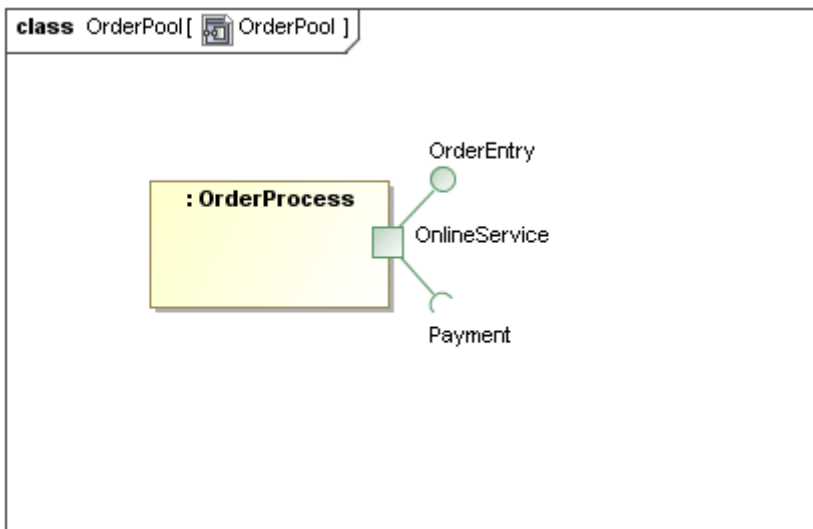 class OrderPool[ OrderPool ]
OrderEntry
: OrderProcess
OnlineService
Payment